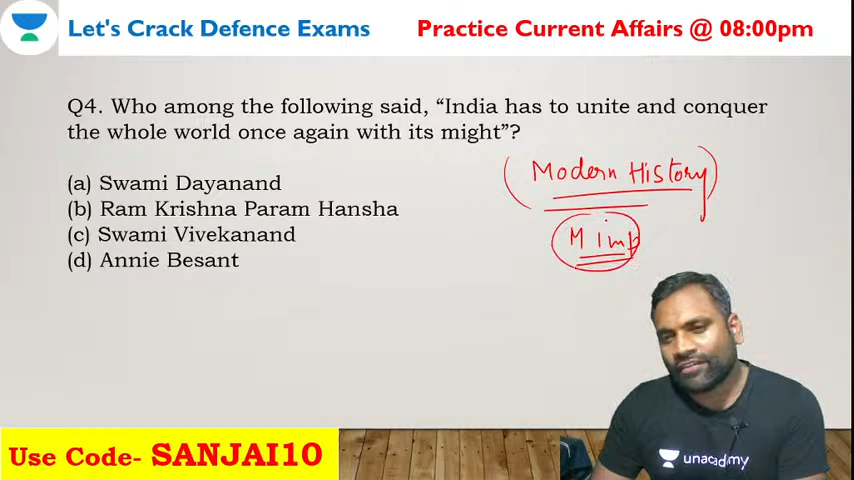 Let's Crack Defence Exams
Practice Current Affairs @ 08:00pm
Q4. Who among the following said, “India has to unite and conquer
the whole world once again with its might”?
(a) Swami Dayanand
(b) Ram Krishna Param Hansha
(c) Swami Vivekanand
(d) Annie Besant
(Modern History)
M imp
Use Code- SANJAI10
unacademy